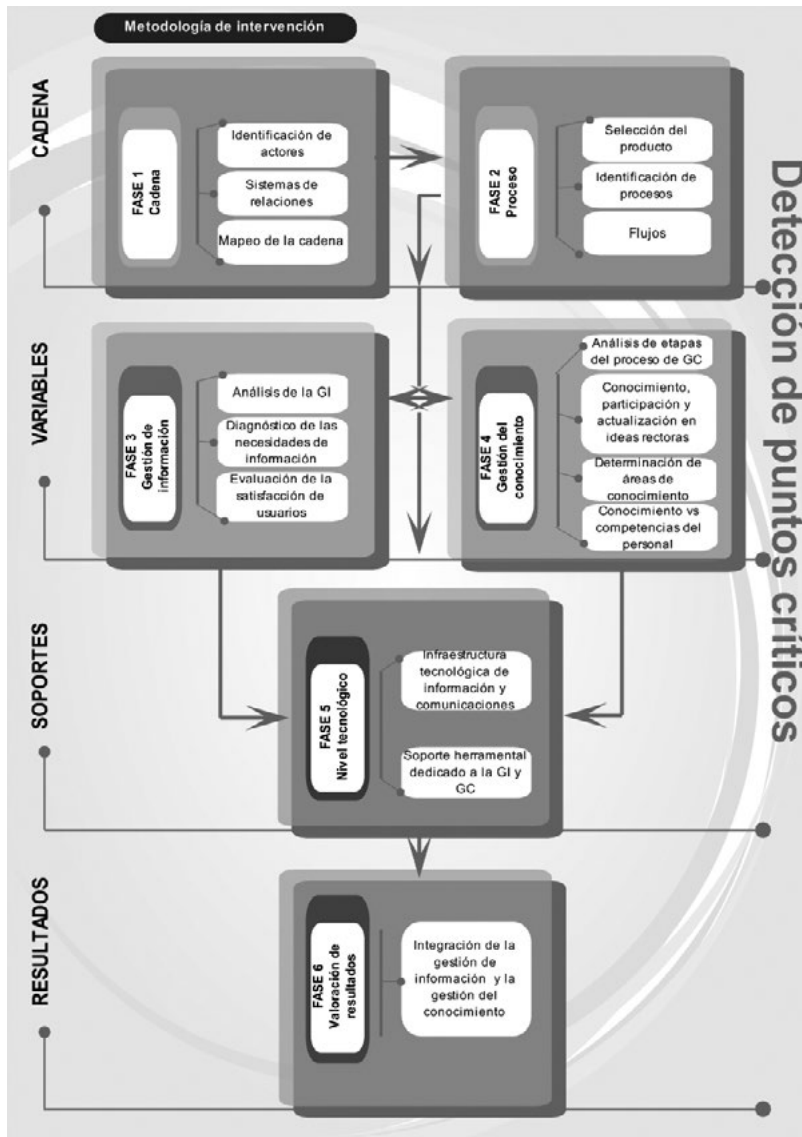 Metodología de intervención
CADENA
FASE 1
Cadena
Identificación de
actores
Sistemas de
relaciones
Mapeo de la cadena
FASE 2
Proceso
Selección del
producto
Identificación de
procesos
Flujos
Detección de puntos críticos
VARIABLES
FASE 3
Gestión de
información
Análisis de la GI
Diagnóstico de las
necesidades de
información
Evaluación de la
satisfacción de
usuarios
FASE 4
Gestión del
conocimiento
Análisis de etapas
del proceso de GC
Conocimiento,
participación y
actualización en
ideas rectoras
Determinación de
áreas de
conocimiento
Conocimiento vs
competencias del
personal
SOPORTES
FASE 5
Nivel tecnológico
Infraestructura
tecnológica de
información y
comunicaciones
Soporte herramental
dedicado a la GI y
GC
RESULTADOS
FASE 6
Valoración de
resultados
Integración de la
gestión de
información y la
gestión del
conocimiento